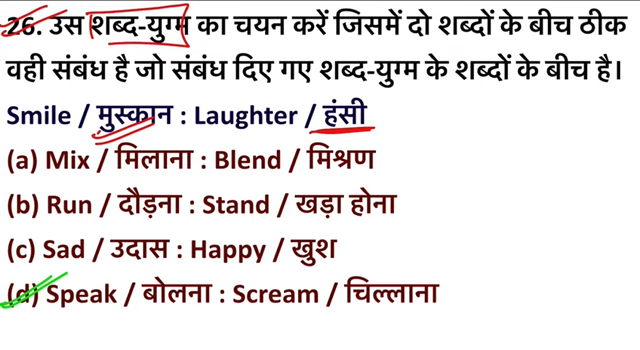 26. उस शब्द-युग्म का चयन करें जिसमें दो शब्दों के बीच ठीक
वही संबंध है जो संबंध दिए गए शब्द-युग्म के शब्दों के बीच है।
Smile / मुस्कान : Laughter / हंसी
(a) Mix / मिलाना : Blend / मिश्रण
(b) Run / दौड़ना : Stand / खड़ा होना
(c) Sad / उदास : Happy / खुश
(d) Speak / बोलना : Scream / चिल्लाना